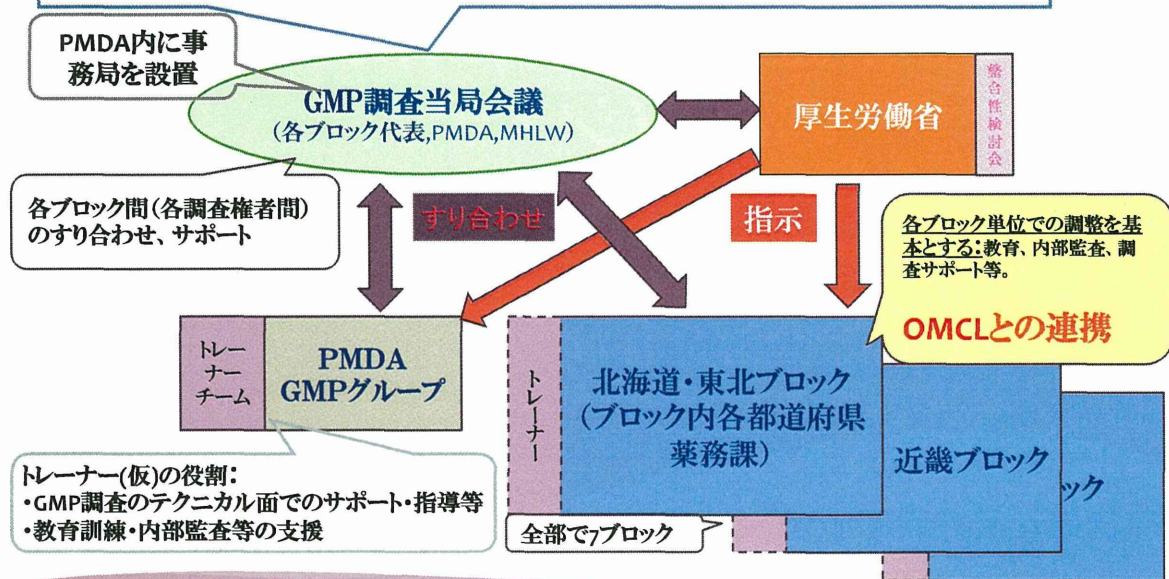 PMDA内に事
務局を設置
GMP調査当局会議
(各ブロック代表,PMDA,MHLW)
厚生労働省
整合性検討会
各ブロック間(各調査権者間)
のすり合わせ、サポート
すり合わせ
指示
各ブロック単位での調整を基
本とする:教育、内部監査、調
査サポート等。
OMCLとの連携
トレー
ナー
チーム
PMDA
GMPグループ
トレーナー
北海道・東北ブロック
(ブロック内各都道府県
薬務課)
近畿ブロック
ック
トレーナー(仮)の役割:
・GMP調査のテクニカル面でのサポート・指導等
・教育訓練・内部監査等の支援
全部で7ブロック